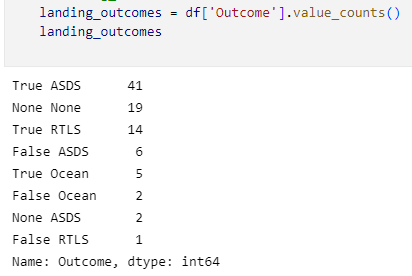 landing_outcomes = df['Outcome'].value_counts()
landing_outcomes
True ASDS      41
None None      19
True RTLS      14
False ASDS      6
True Ocean      5
False Ocean     2
None ASDS       2
False RTLS      1
Name: Outcome, dtype: int64